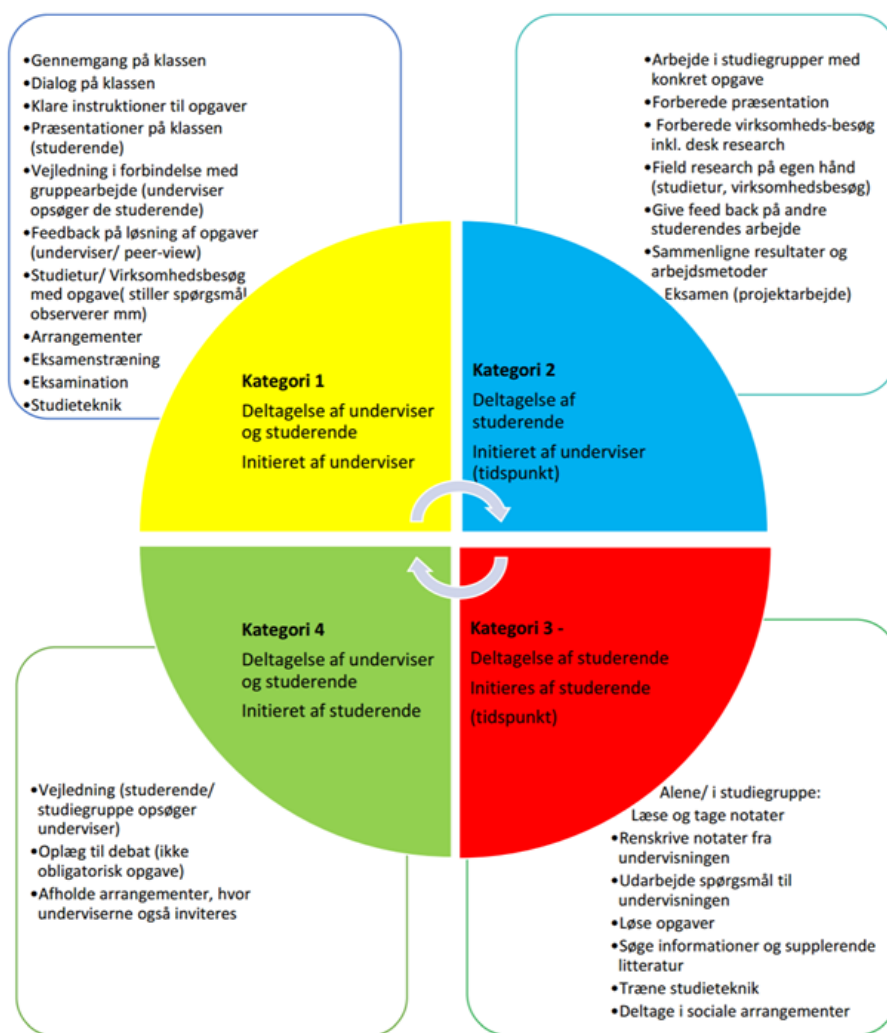 •Gennemgang på klassen
•Dialog på klassen
•Klare instruktioner til opgaver
•Præsentationer på klassen
(studerende)
•Vejledning i forbindelse med
gruppearbejde (underviser
opsøger de studerende)
•Feedback på løsning af opgaver
(underviser/ peer-view)
•Studietur/ Virksomhedsbesøg
med opgave( stiller spørgsmål
observerer mm)
•Arrangementer
•Eksamenstræning
•Eksamination
•Studieteknik
•Arbejde i studiegrupper med
konkret opgave
•Forberede præsentation
• Forberede virksomheds-besøg
inkl. desk research
•Field research på egen hånd
(studietur, virksomhedsbesøg)
•Give feed back på andre
studerendes arbejde
•Sammenligne resultater og
arbejdsmetoder
Eksamen (projektarbejde)
Kategori 1
Deltagelse af underviser
og studerende
Initieret af underviser
Kategori 2
Deltagelse af
studerende
Initieret af underviser
(tidspunkt)
Kategori 4
Deltagelse af underviser
og studerende
Initieret af studerende
Kategori 3 -
Deltagelse af studerende
Initieres af studerende
(tidspunkt)
•Vejledning (studerende/
studiegruppe opsøger
underviser)
•Oplæg til debat (ikke
obligatorisk opgave)
•Afholde arrangementer, hvor
underviserne også inviteres
Alene/ i studiegruppe:
Læse og tage notater
•Renskrive notater fra
undervisningen
•Udarbejde spørgsmål til
undervisningen
•Løse opgaver
•Søge informationer og supplerende
litteratur
•Træne studieteknik
•Deltage i sociale arrangementer